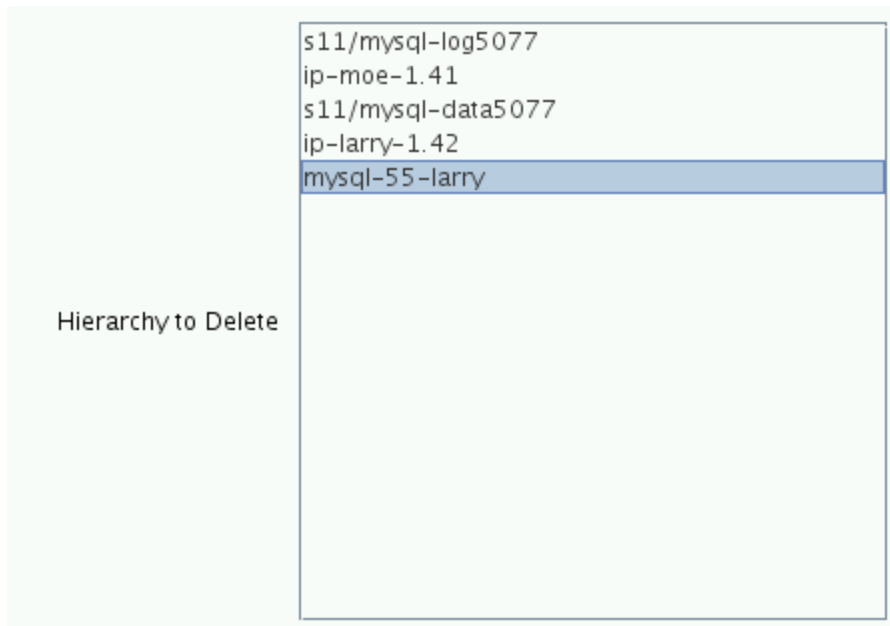 s11/mysql-log5077
ip-moe-1.41
s11/mysql-data5077
ip-larry-1.42
mysql-55-larry
Hierarchy to Delete